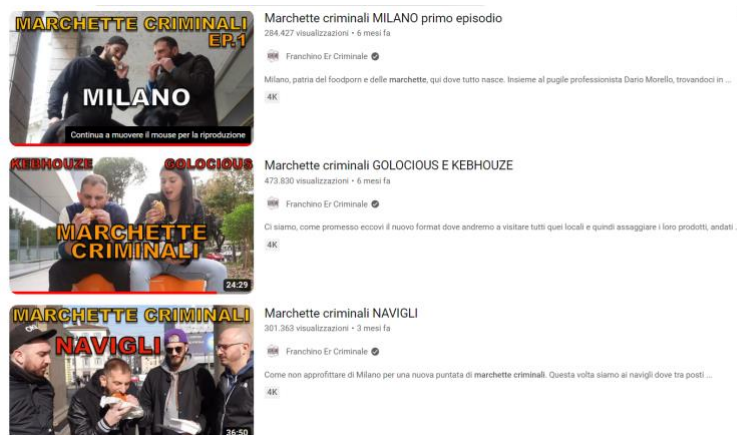 MARCHETTE CRIMINALI
EP.1
MILANO
Continua a muovere il mouse per la riproduzione
Marchette criminali MILANO primo episodio
284.427 visualizzazioni • 6 mesi fa
Franchino Er Criminale
Milano, patria del foodporn e delle marchette, qui dove tutto nasce. Insieme al pugile professionista Dario Morello, trovandoci in ...
4K
KEBHOUZE GOLOCIOUS
MARCHETTE
CRIMINALI
24:29
Marchette criminali GOLOCIOUS E KEBHOUZE
473.830 visualizzazioni • 6 mesi fa
Franchino Er Criminale
Ci siamo, come promesso eccovi il nuovo format dove andremo a visitare tutti quei locali e quindi assaggiare i loro prodotti, andati .
4K
MARCHETTE CRIMINALI
NAVIGLI
36:50
Marchette criminali NAVIGLI
301.363 visualizzazioni • 3 mesi fa
Franchino Er Criminale
Come non approfittare di Milano per una nuova puntata di marchette criminali. Questa volta siamo ai navigli dove tra posti ...
4K